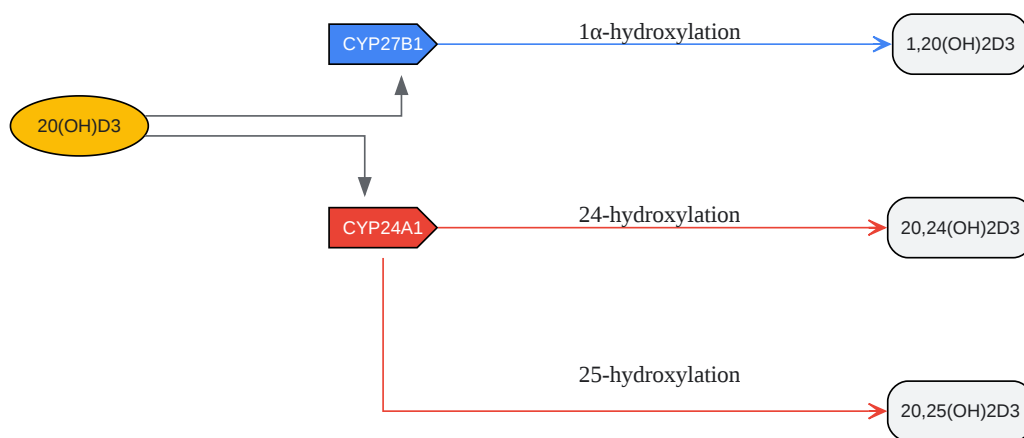 CYP27B1
1α-hydroxylation
1,20(OH)2D3
20(OH)D3
CYP24A1
24-hydroxylation
20,24(OH)2D3
25-hydroxylation
20,25(OH)2D3